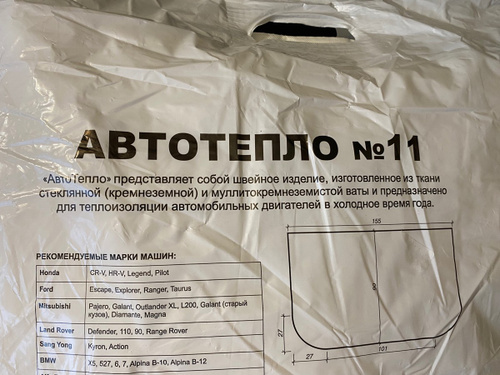 АВТОТЕПЛО №11
«АвтоТепло» представляет собой швейное изделие, изготовленное из ткани
стеклянной (кремнеземной) и муллитокремнеземистой ваты и предназначено
для теплоизоляции автомобильных двигателей в холодное время года.
РЕКОМЕНДУЕМЫЕ МАРКИ МАШИН:
Honda CR-V, HR-V, Legend, Pilot
Ford Escape, Explorer, Ranger, Taurus
Mitsubishi Pajero, Galant, Outlander XL, L200, Galant (старый
кузов), Diamante, Magna
Land Rover Defender, 110, 90, Range Rover
Sang Yong Kyron, Action
BMW X5, 527, 6, 7, Alpina B-10, Alpina B-12
155
27
27
101